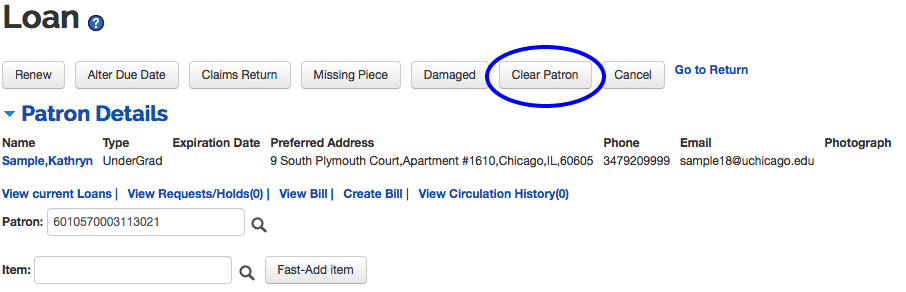 Loan ?
Renew Alter Due Date Claims Return Missing Piece Damaged Clear Patron Cancel Go to Return
Patron Details
Name Type Expiration Date Preferred Address Phone Email Photograph
Sample,Kathryn UnderGrad 9 South Plymouth Court,Apartment #1610,Chicago,IL,60605 3479209999 sample18@uchicago.edu
View current Loans | View Requests/Holds(0) | View Bill | Create Bill | View Circulation History(0)
Patron: 6010570003113021
Item: Fast-Add item